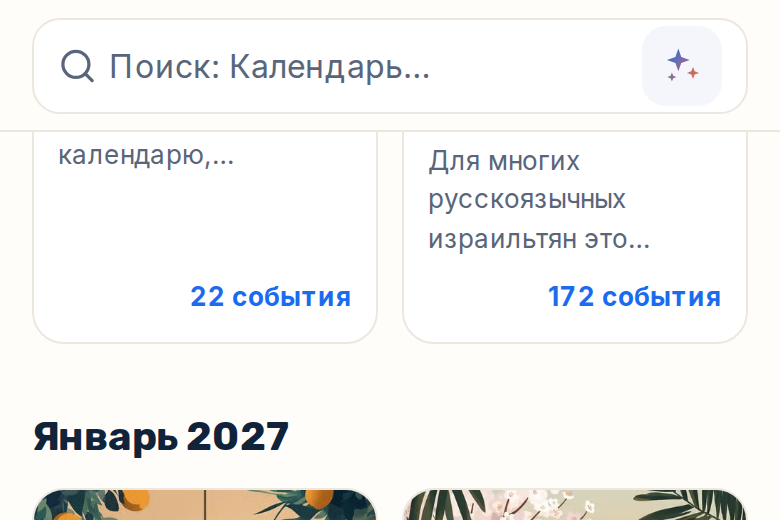 Поиск: Календарь...
календарю,...
22 события
Для многих
русскоязычных
израильтян это...
172 события
Январь 2027